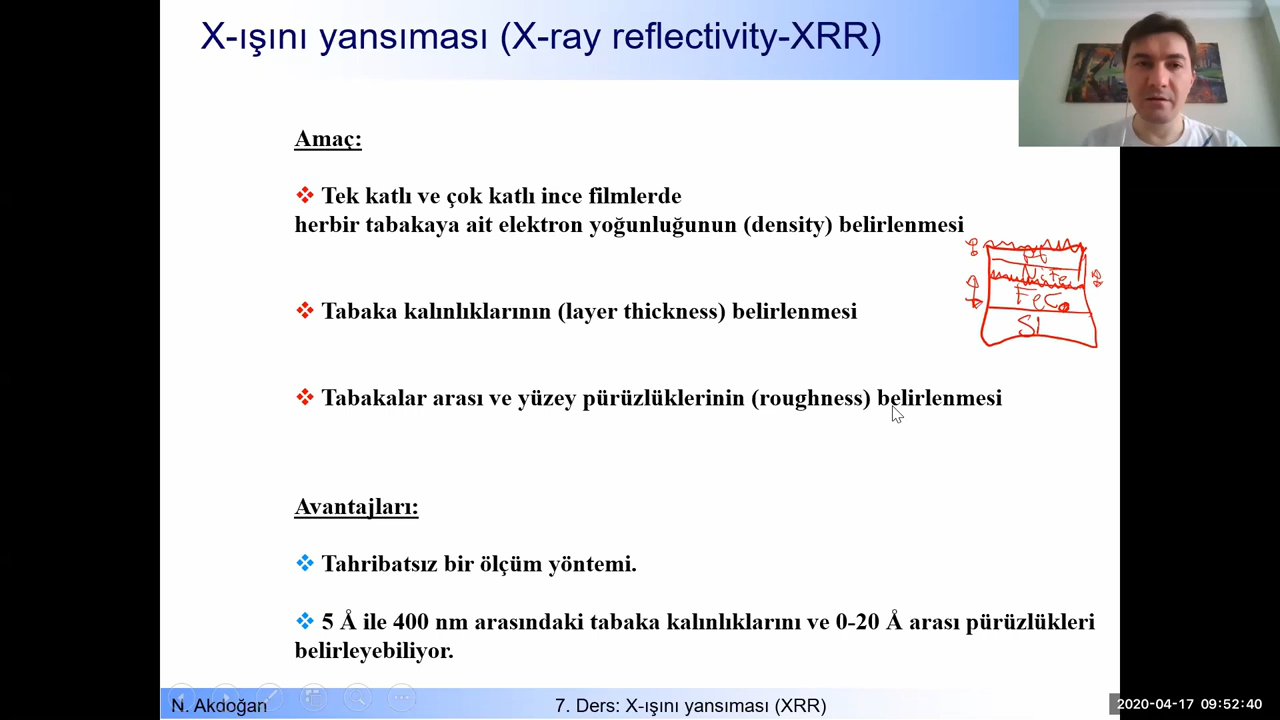 X-ışını yansıması (X-ray reflectivity-XRR)
Amaç:
Tek katlı ve çok katlı ince filmlerde
herbir tabakaya ait elektron yoğunluğunun (density) belirlenmesi
Pt
FeCo
Si
Tabaka kalınlıklarının (layer thickness) belirlenmesi
Tabakalar arası ve yüzey pürüzlüklerinin (roughness) belirlenmesi
Avantajları:
Tahribatsız bir ölçüm yöntemi.
5 Å ile 400 nm arasındaki tabaka kalınlıklarını ve 0-20 Å arası pürüzlükleri
belirleyebiliyor.
N. Akdoğan
7. Ders: X-ışını yansıması (XRR)
2020-04-17 09:52:40